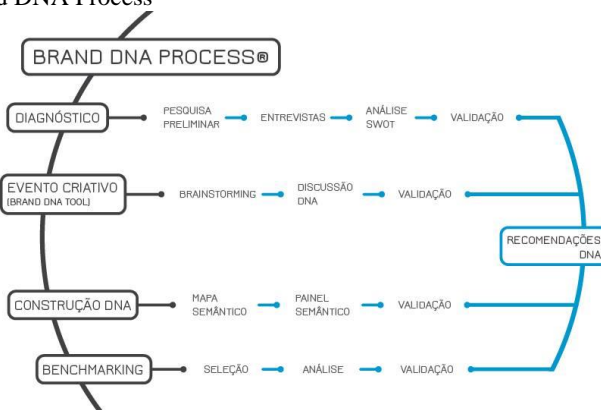 d DNA Process
BRAND DNA PROCESS®
DIAGNÓSTICO
PESQUISA
PRELIMINAR
ENTREVISTAS
ANÁLISE
SWOT
VALIDAÇÃO
EVENTO CRIATIVO
(BRAND DNA TOOL)
BRAINSTORMING
DISCUSSÃO
DNA
VALIDAÇÃO
RECOMENDAÇÕES
DNA
CONSTRUÇÃO DNA
MAPA
SEMÂNTICO
PAINEL
SEMÂNTICO
VALIDAÇÃO
BENCHMARKING
SELEÇÃO
ANÁLISE
VALIDAÇÃO